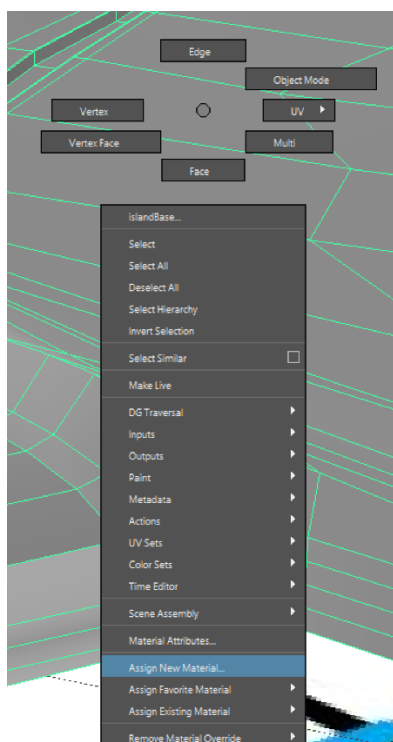 Edge
Object Mode
Vertex
UV
Vertex Face
Multi
Face
islandBase...
Select
Select All
Deselect All
Select Hierarchy
Invert Selection
Select Similar
Make Live
DG Traversal
Inputs
Outputs
Paint
Metadata
Actions
UV Sets
Color Sets
Time Editor
Scene Assembly
Material Attributes...
Assign New Material...
Assign Favorite Material
Assign Existing Material
Remove Material Override